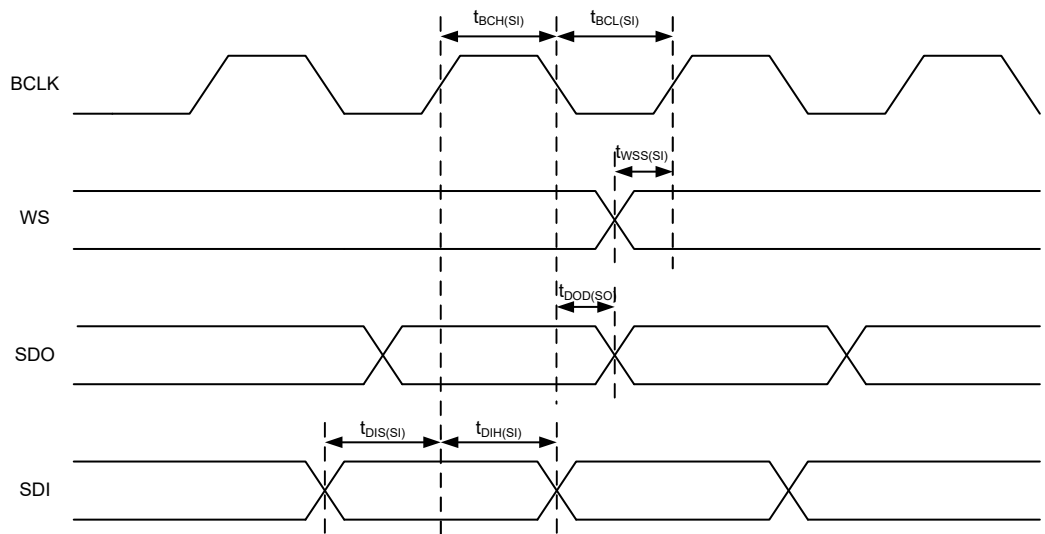 tBCH(SI) tBCL(SI)
BCLK
tWSS(SI)
WS
tDOD(SO)
SDO
tDIS(SI) tDIH(SI)
SDI